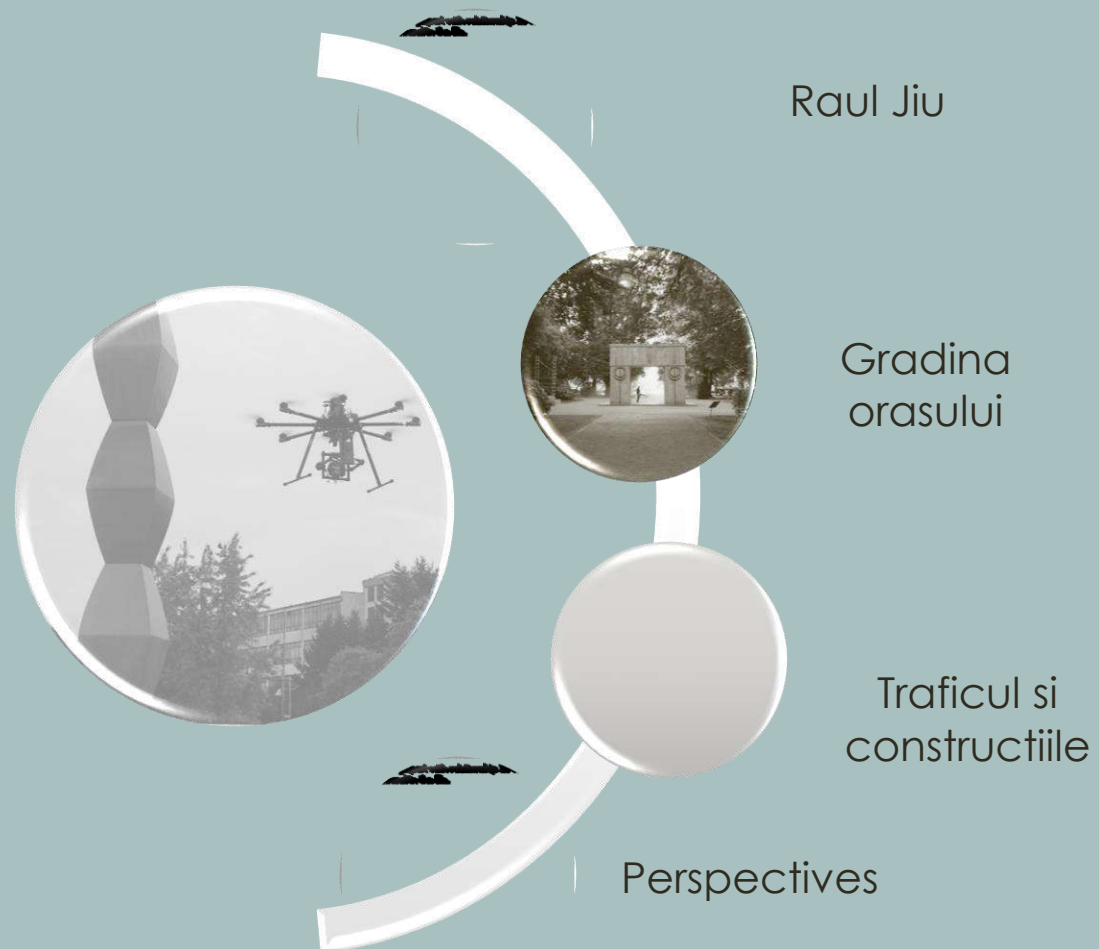 Raul Jiu
Gradina
orasului
Traficul si
constructiile
Perspectives